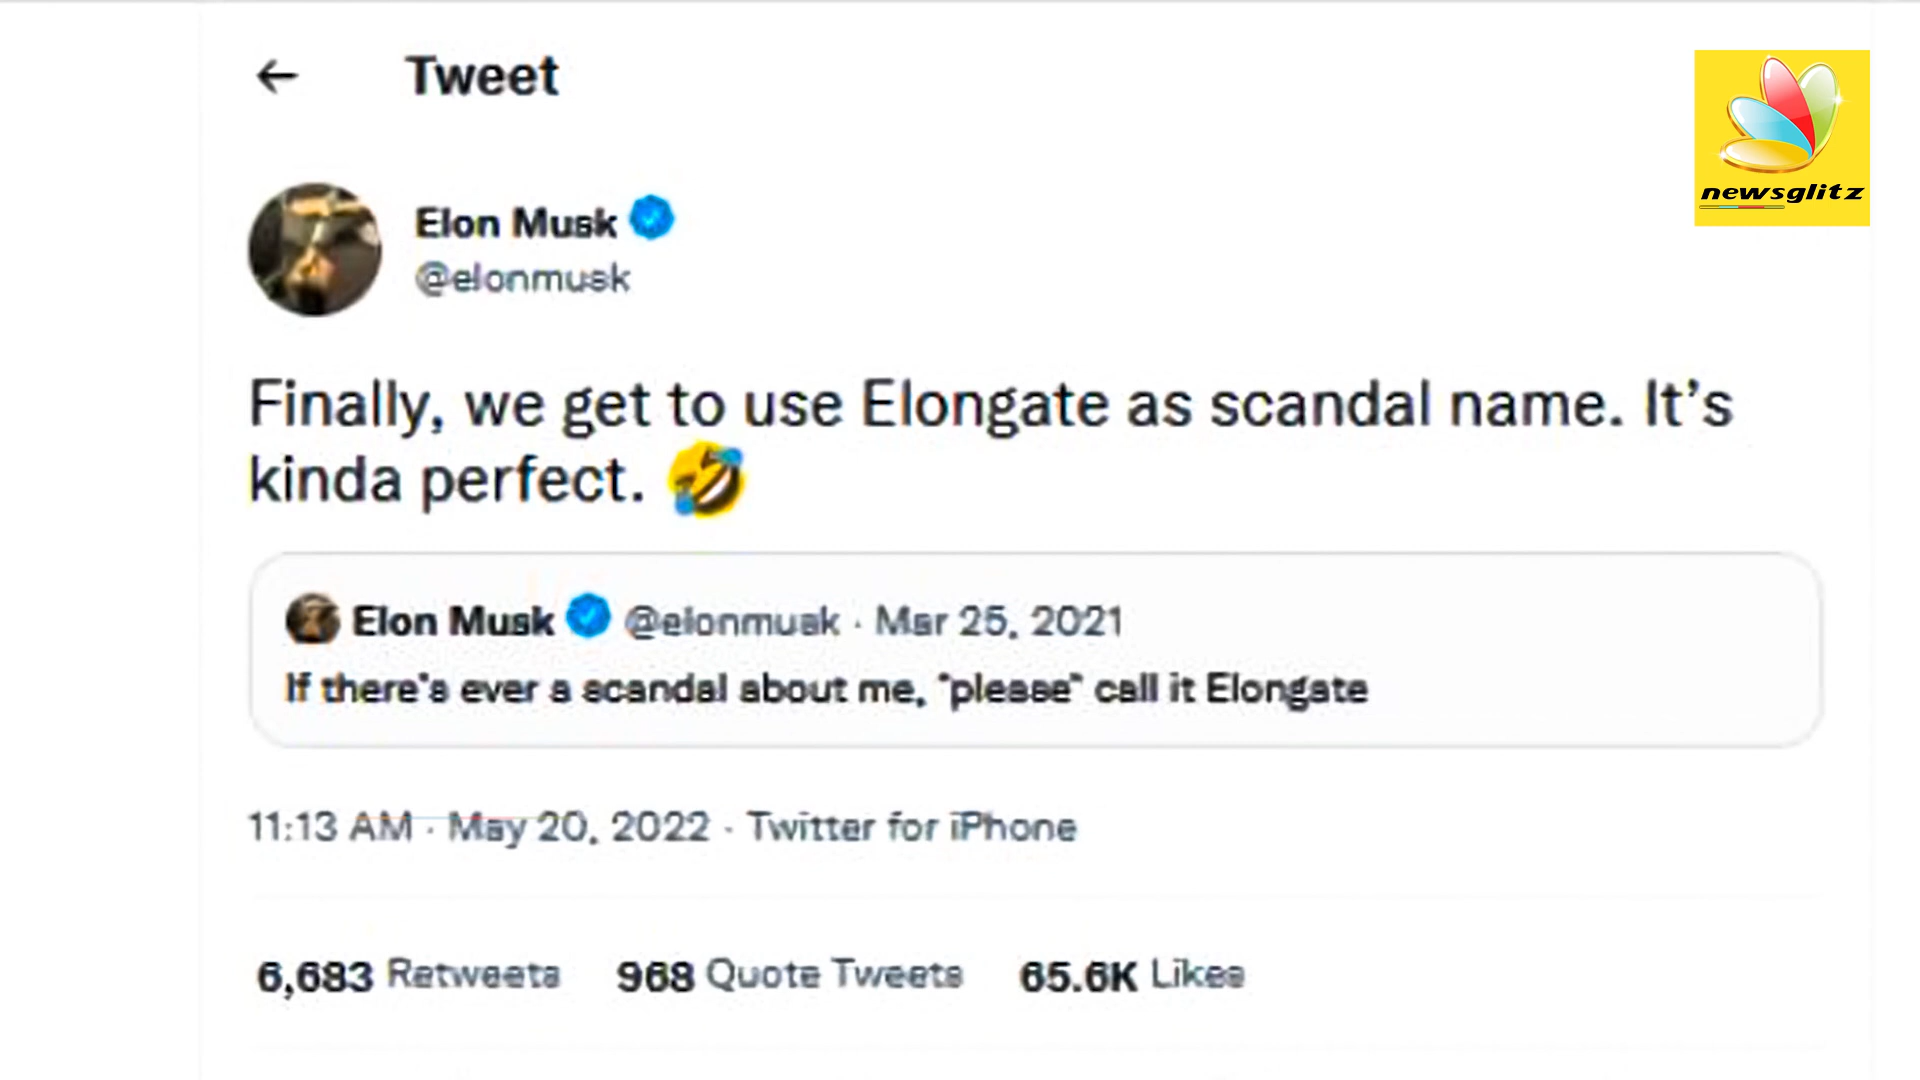 Tweet
newsglitz
Elon Musk
@elonmusk
Finally, we get to use Elongate as scandal name. It’s
kinda perfect. 🤣
Elon Musk @elonmusk · Mar 25, 2021
If there's ever a scandal about me, *please* call it Elongate
11:13 AM · May 20, 2022 · Twitter for iPhone
6,683 Retweets 968 Quote Tweets 65.6K Likes